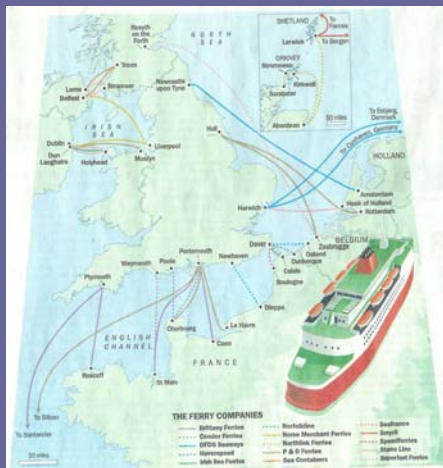 Rosyth
on the
Forth
NORTH
SEA
SHETLAND
To
Faroes
Lerwick
To Bergen
ORKNEY
Stromness
Kirkwall
Scrabster
Aberdeen
50 miles
Troon
Larne
Stranraer
Belfast
Newcastle
upon Tyne
IRISH
SEA
Dublin
Dun
Laoghaire
Holyhead
Mostyn
Liverpool
Hull
To Esbjerg,
Denmark
To Cuxhaven, Germany
HOLLAND
Amsterdam
Hook of Holland
Rotterdam
Harwich
Zeebrugge
BELGIUM
Ostend
Dunkerque
Dover
Calais
Boulogne
Portsmouth
Newhaven
Weymouth
Poole
Plymouth
Dieppe
Cherbourg
Le Havre
Caen
ENGLISH
CHANNEL
FRANCE
Roscoff
St Malo
To Bilbao
To Santander
50 miles
THE FERRY COMPANIES
Brittany Ferries
Condor Ferries
DFDS Seaways
Hoverspeed
Irish Sea Ferries
Norfolkline
Norse Merchant Ferries
Northlink Ferries
P & O Ferries
Sea Containers
Seafrance
Smyril
Speedferries
Stena Line
Superfast Ferries